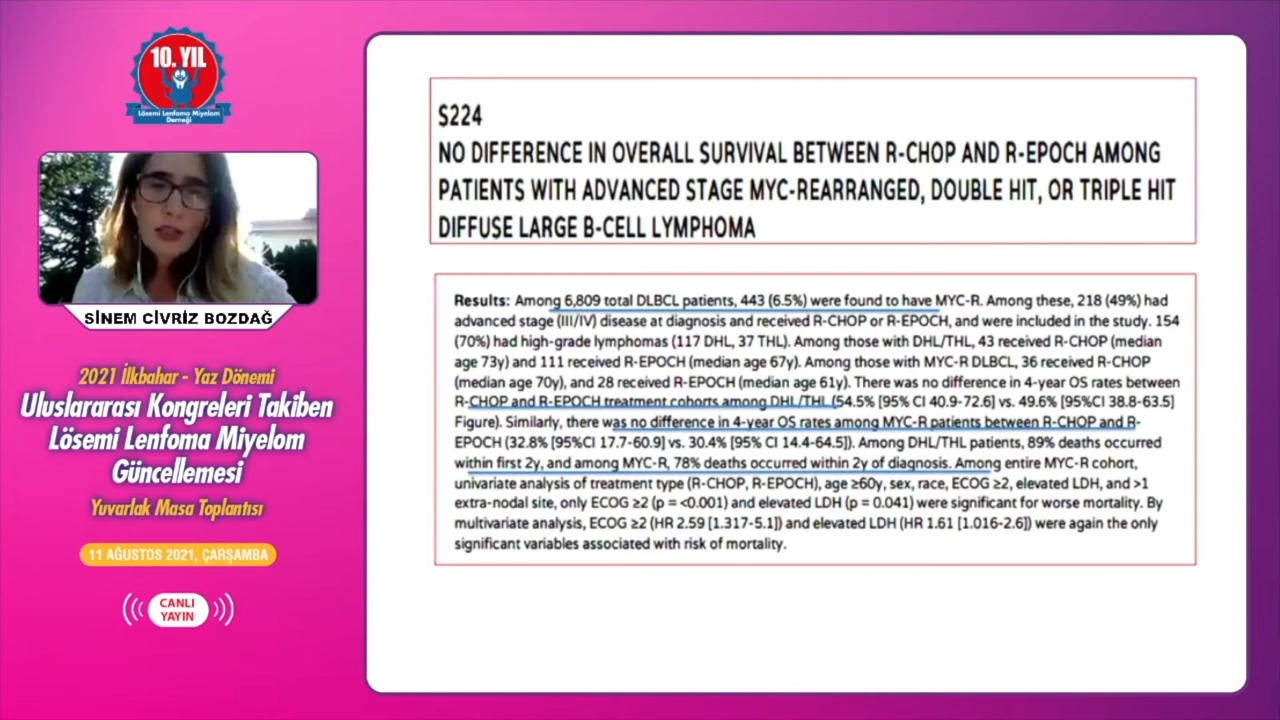 10. YIL
Lösemi Lenfoma Miyelom
Derneği
SİNEM CİVRİZ BOZDAĞ
2021 İlkbahar - Yaz Dönemi
Uluslararası Kongreleri Takiben
Lösemi Lenfoma Miyelom
Güncellemesi
Yuvarlak Masa Toplantısı
11 AĞUSTOS 2021, ÇARŞAMBA
CANLI
YAYIN
S224
NO DIFFERENCE IN OVERALL SURVIVAL BETWEEN R-CHOP AND R-EPOCH AMONG
PATIENTS WITH ADVANCED STAGE MYC-REARRANGED, DOUBLE HIT, OR TRIPLE HIT
DIFFUSE LARGE B-CELL LYMPHOMA
Results: Among 6,809 total DLBCL patients, 443 (6.5%) were found to have MYC-R. Among these, 218 (49%) had
advanced stage (III/IV) disease at diagnosis and received R-CHOP or R-EPOCH, and were included in the study. 154
(70%) had high-grade lymphomas (117 DHL, 37 THL). Among those with DHL/THL, 43 received R-CHOP (median
age 73y) and 111 received R-EPOCH (median age 67y). Among those with MYC-R DLBCL, 36 received R-CHOP
(median age 70y), and 28 received R-EPOCH (median age 61y). There was no difference in 4-year OS rates between
R-CHOP and R-EPOCH treatment cohorts among DHL/THL (54.5% [95% CI 40.9-72.6] vs. 49.6% [95%CI 38.8-63.5]
Figure). Similarly, there was no difference in 4-year OS rates among MYC-R patients between R-CHOP and R-
EPOCH (32.8% [95%CI 17.7-60.9] vs. 30.4% [95% CI 14.4-64.5]). Among DHL/THL patients, 89% deaths occurred
within first 2y, and among MYC-R, 78% deaths occurred within 2y of diagnosis. Among entire MYC-R cohort,
univariate analysis of treatment type (R-CHOP, R-EPOCH), age ≥60y, sex, race, ECOG ≥2, elevated LDH, and >1
extra-nodal site, only ECOG ≥2 (p = <0.001) and elevated LDH (p = 0.041) were significant for worse mortality. By
multivariate analysis, ECOG ≥2 (HR 2.59 [1.317-5.1]) and elevated LDH (HR 1.61 [1.016-2.6]) were again the only
significant variables associated with risk of mortality.